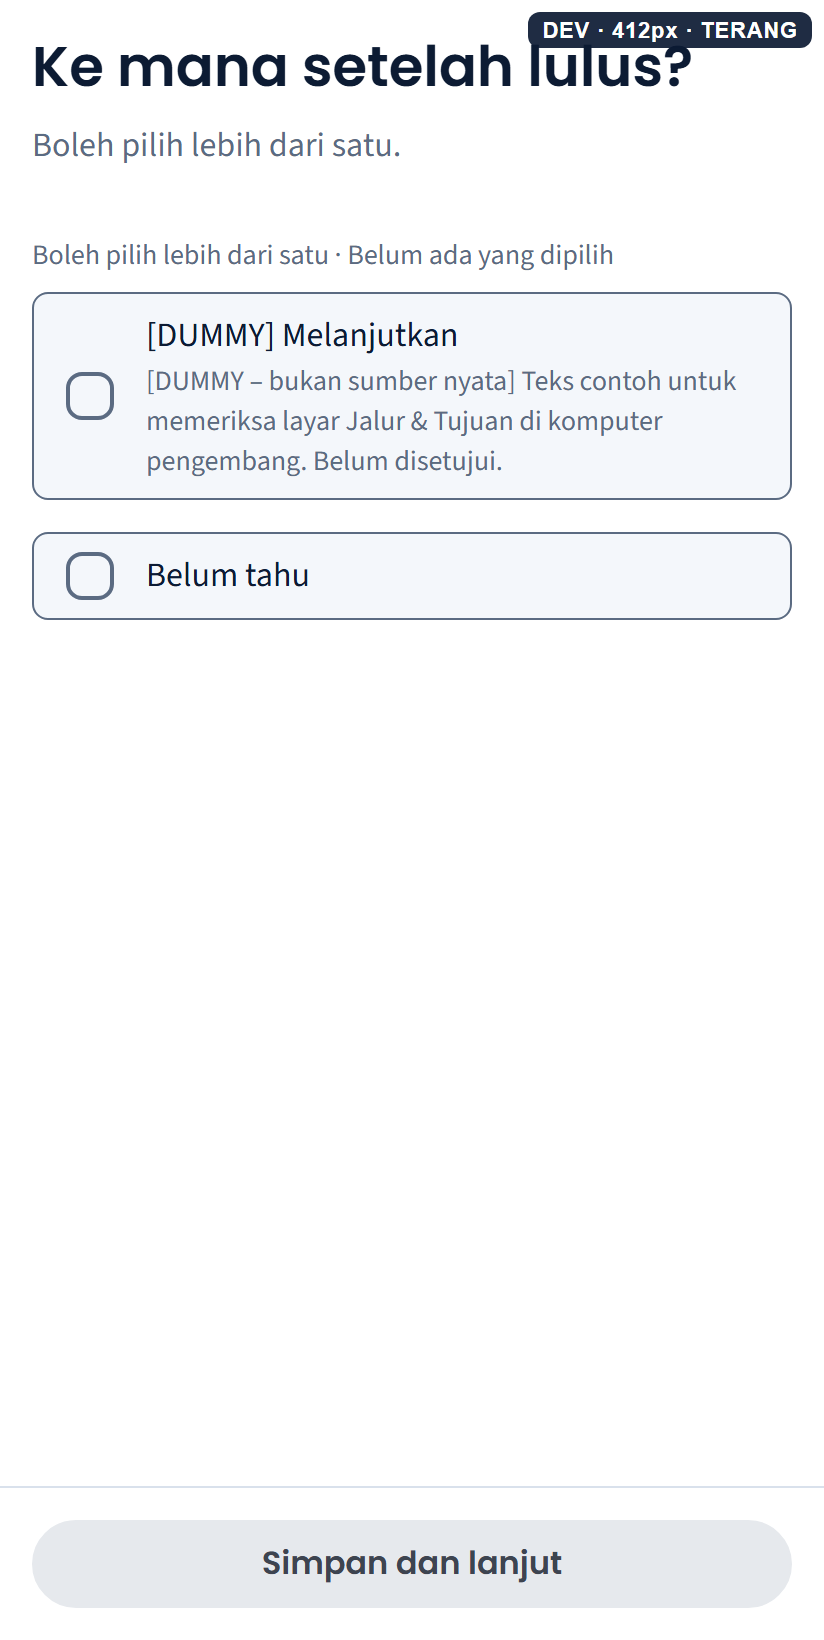 DEV · 412px · TERANG
Ke mana setelah lulus?
Boleh pilih lebih dari satu.
Boleh pilih lebih dari satu · Belum ada yang dipilih
[DUMMY] Melanjutkan
[DUMMY – bukan sumber nyata] Teks contoh untuk
memeriksa layar Jalur & Tujuan di komputer
pengembang. Belum disetujui.
Belum tahu
Simpan dan lanjut